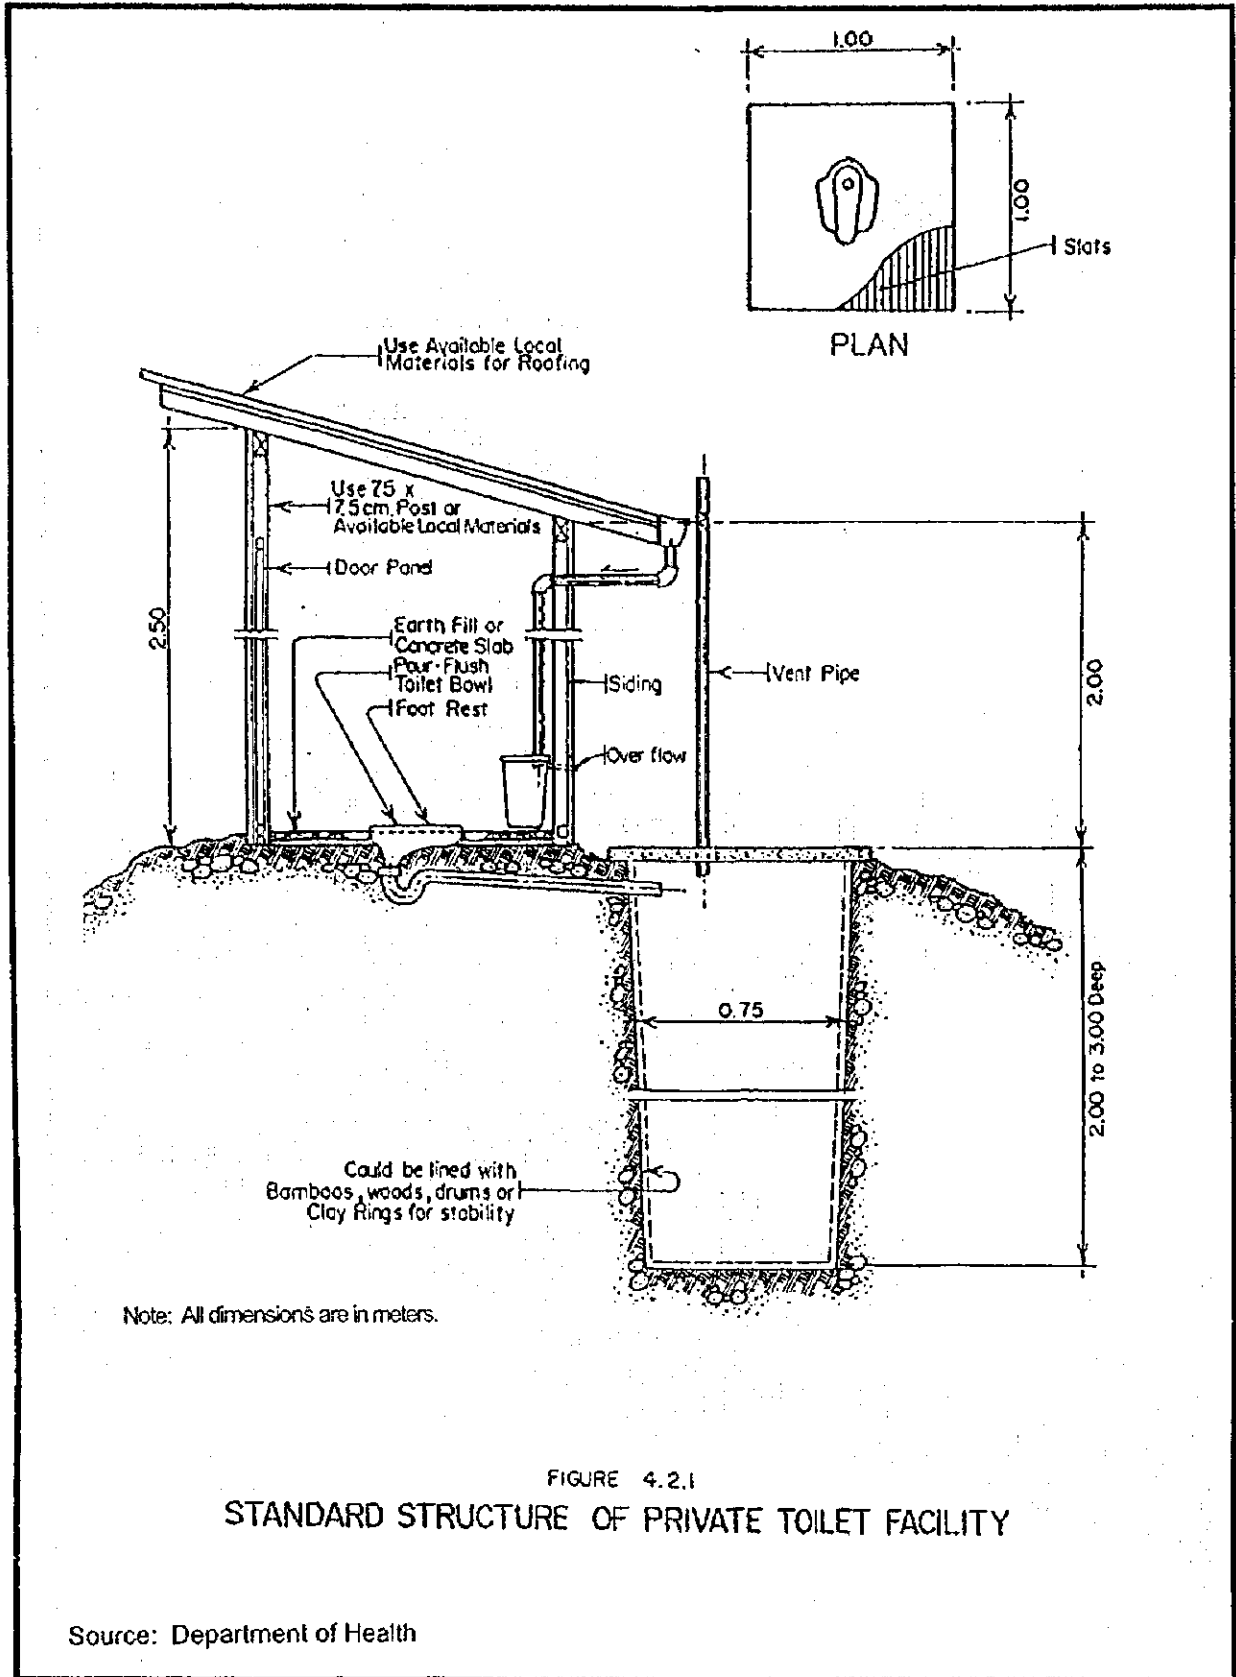 1.00
1.00
Slats
PLAN
Use Available Local
Materials for Roofing
2.50
Use 7.5 x
7.5cm. Post or
Available Local Materials
Door Panel
Earth Fill or
Concrete Slab
Pour-Flush
Toilet Bowl
Foot Rest
Siding
Over flow
Vent Pipe
2.00
0.75
2.00 to 3.00 Deep
Could be lined with
Bamboos, woods, drums or
Clay Rings for stability
Note: All dimensions are in meters.
FIGURE 4.2.1
STANDARD STRUCTURE OF PRIVATE TOILET FACILITY
Source: Department of Health